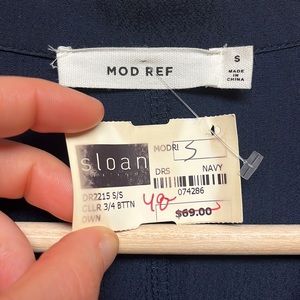 MOD REF
S
MADE IN
CHINA
sloan
MODRI S
DRS NAVY
074286
DR2215 S/S
CLLR 3/4 BTTN
OWN
48
$69.00